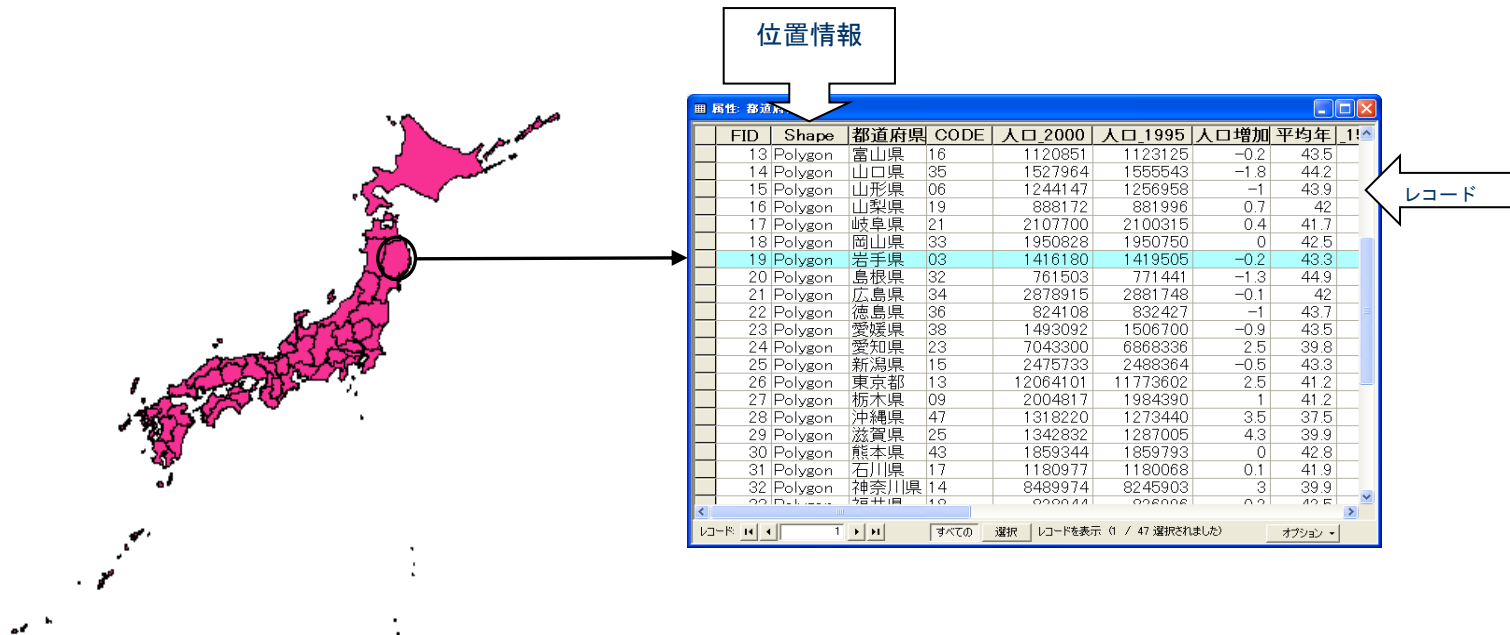 位置情報
属性: 都道府
FID Shape 都道府県 CODE 人口_2000 人口_1995 人口増加 平均年
13 Polygon 富山県 16 1120851 1123125 -0.2 43.5
14 Polygon 山口県 35 1527964 1555543 -1.8 44.2
15 Polygon 山形県 06 1244147 1256958 -1 43.9
16 Polygon 山梨県 19 888172 881996 0.7 42
17 Polygon 岐阜県 21 2107700 2100315 0.4 41.7
18 Polygon 岡山県 33 1950828 1950750 0 42.5
19 Polygon 岩手県 03 1416180 1419505 -0.2 43.3
20 Polygon 島根県 32 761503 771441 -1.3 44.9
21 Polygon 広島県 34 2878915 2881748 -0.1 42
22 Polygon 徳島県 36 824108 832427 -1 43.7
23 Polygon 愛媛県 38 1493092 1506700 -0.9 43.5
24 Polygon 愛知県 23 7043300 6868336 2.5 39.8
25 Polygon 新潟県 15 2475733 2488364 -0.5 43.3
26 Polygon 東京都 13 12064101 11773602 2.5 41.2
27 Polygon 栃木県 09 2004817 1984390 1 41.2
28 Polygon 沖縄県 47 1318220 1273440 3.5 37.5
29 Polygon 滋賀県 25 1342832 1287005 4.3 39.9
30 Polygon 熊本県 43 1859344 1859793 0 42.8
31 Polygon 石川県 17 1180977 1180068 0.1 41.9
32 Polygon 神奈川県 14 8489974 8245903 3 39.9
レコード
レコード: 1 すべての 選択 レコードを表示 (1 / 47 選択されました) オプション